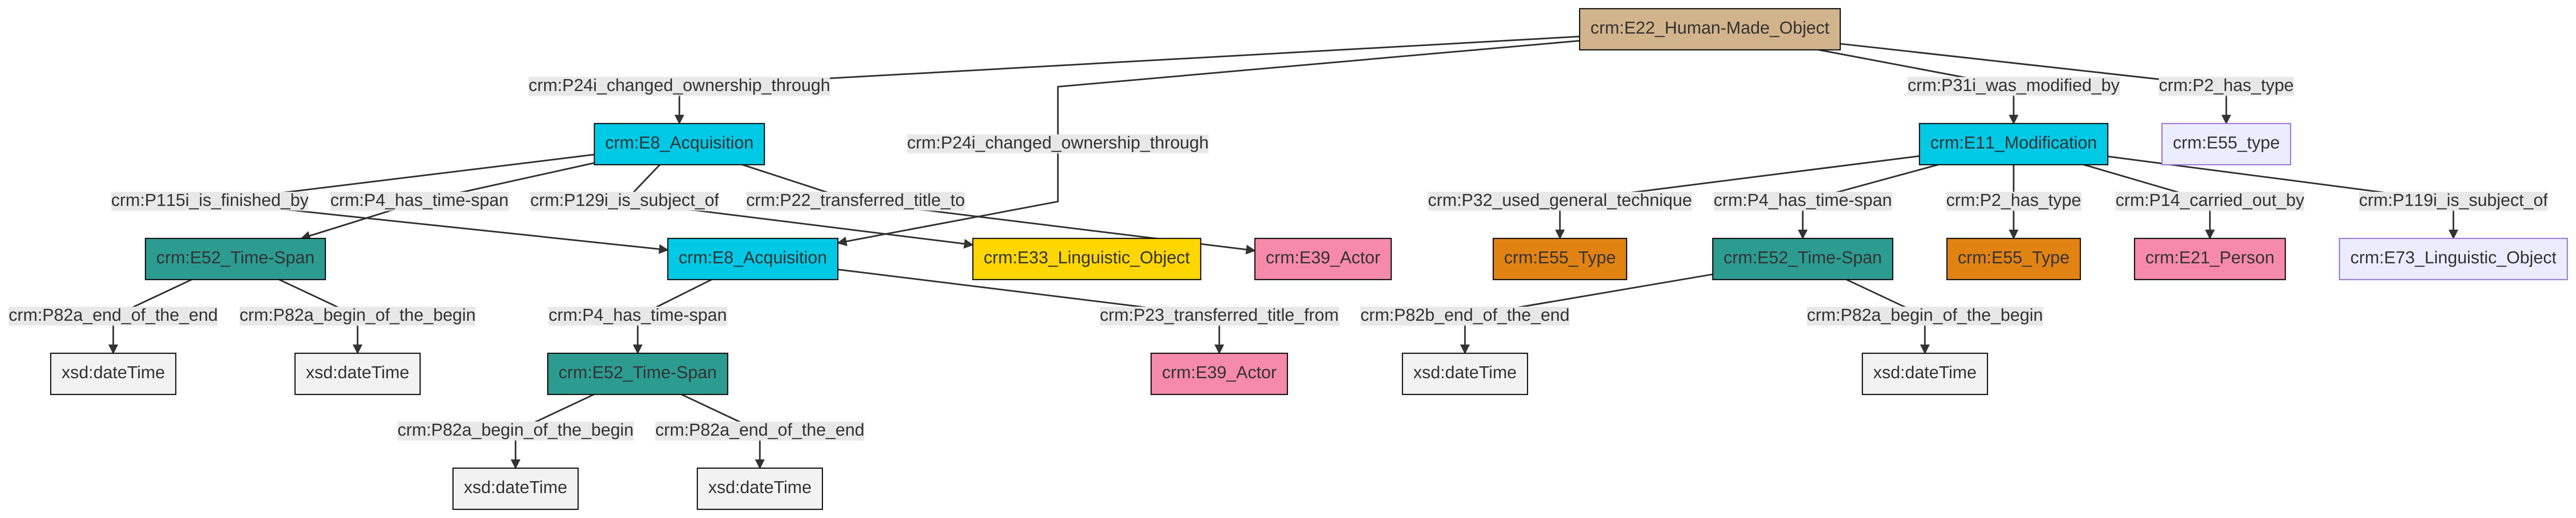 crm:E22_Human-Made_Object
crm:P24i_changed_ownership_through
crm:P31i_was_modified_by
crm:P2_has_type
crm:E8_Acquisition
crm:P24i_changed_ownership_through
crm:E11_Modification
crm:E55_type
crm:P115i_is_finished_by
crm:P4_has_time-span
crm:P129i_is_subject_of
crm:P22_transferred_title_to
crm:P32_used_general_technique
crm:P4_has_time-span
crm:P2_has_type
crm:P14_carried_out_by
crm:P119i_is_subject_of
crm:E52_Time-Span
crm:E8_Acquisition
crm:E33_Linguistic_Object
crm:E39_Actor
crm:E55_Type
crm:E52_Time-Span
crm:E55_Type
crm:E21_Person
crm:E73_Linguistic_Object
crm:P82a_end_of_the_end
crm:P82a_begin_of_the_begin
crm:P4_has_time-span
crm:P23_transferred_title_from
crm:P82b_end_of_the_end
crm:P82a_begin_of_the_begin
xsd:dateTime
xsd:dateTime
crm:E52_Time-Span
crm:E39_Actor
xsd:dateTime
xsd:dateTime
crm:P82a_begin_of_the_begin
crm:P82a_end_of_the_end
xsd:dateTime
xsd:dateTime